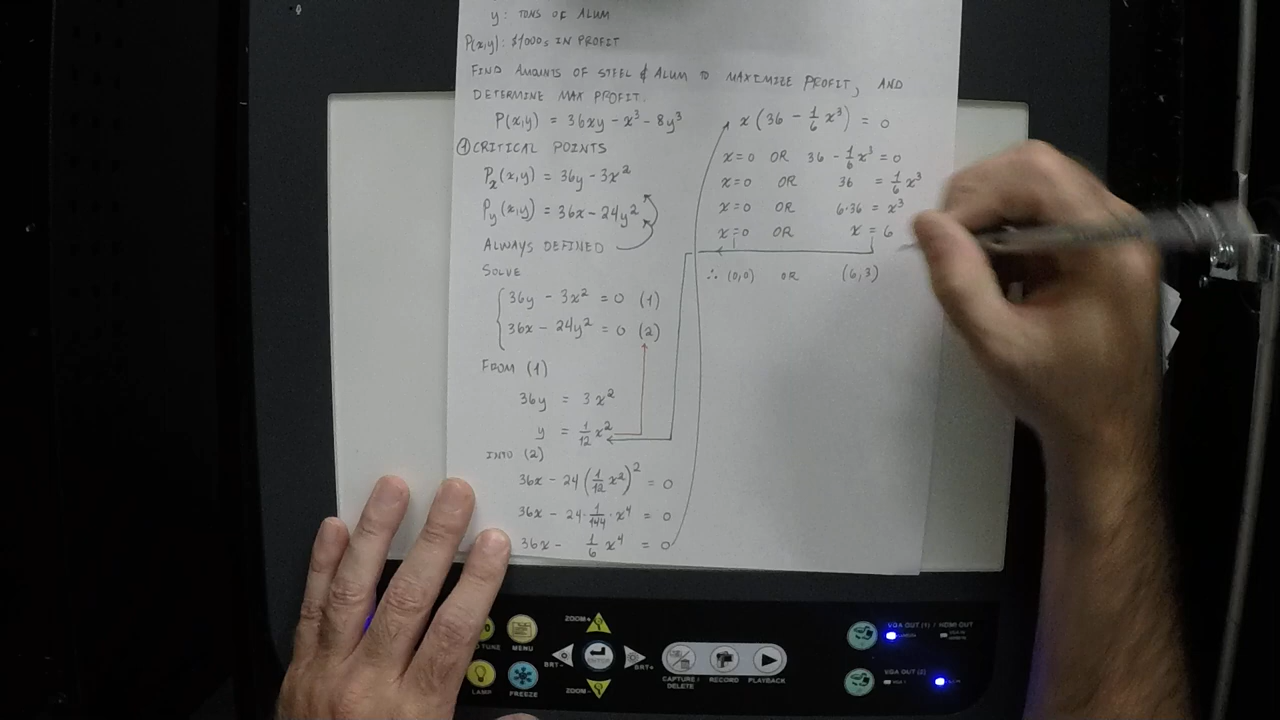 y: TONS OF ALUM
P(x,y): $1000s IN PROFIT
FIND AMOUNTS OF STEEL & ALUM TO MAXIMIZE PROFIT, AND
DETERMINE MAX PROFIT.
P(x,y) = 36xy - x³ - 8y³
① CRITICAL POINTS
Pₓ(x,y) = 36y - 3x²
Pᵧ(x,y) = 36x - 24y²
ALWAYS DEFINED
SOLVE
36y - 3x² = 0 (1)
36x - 24y² = 0 (2)
FROM (1)
36y = 3x²
y = 1/12 x²
INTO (2)
36x - 24(1/12 x²)² = 0
36x - 24·1/144·x⁴ = 0
36x - 1/6 x⁴ = 0
x(36 - 1/6 x³) = 0
x=0 OR 36 - 1/6 x³ = 0
x=0 OR 36 = 1/6 x³
x=0 OR 6·36 = x³
x=0 OR x = 6
∴ (0,0) OR (6,3)
ZOOM+
TUNE
MENU
BRT-
ENTER
BRT+
LAMP
FREEZE
ZOOM-
CAPTURE /
DELETE
RECORD
PLAYBACK
VGA OUT (1) / HDMI OUT
VGA OUT (2)